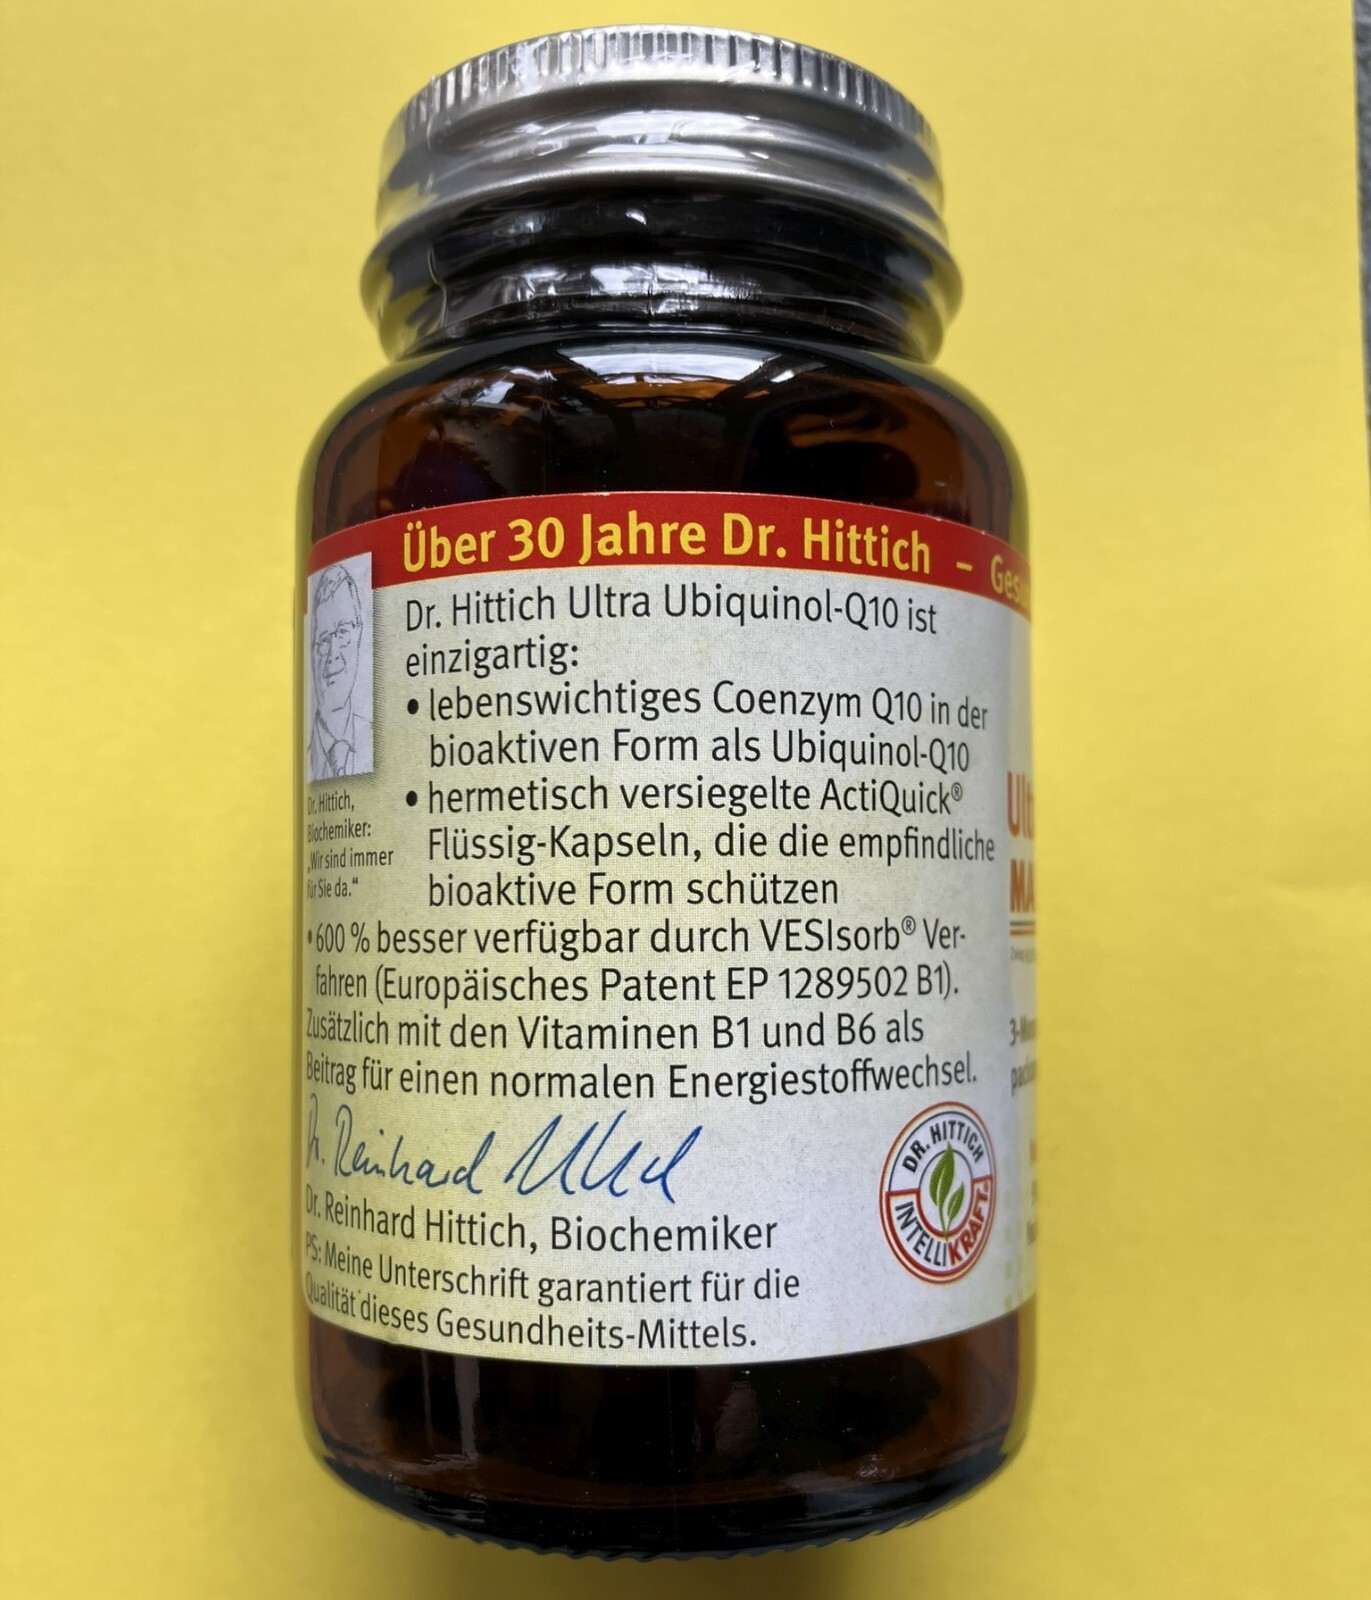 Über 30 Jahre Dr. Hittich –
Dr. Hittich Ultra Ubiquinol-Q10 ist
einzigartig:
• lebenswichtiges Coenzym Q10 in der
bioaktiven Form als Ubiquinol-Q10
• hermetisch versiegelte ActiQuick®
Flüssig-Kapseln, die die empfindliche
bioaktive Form schützen
• 600 % besser verfügbar durch VESIsorb® Ver-
fahren (Europäisches Patent EP 1289502 B1).
Zusätzlich mit den Vitaminen B1 und B6 als
Beitrag für einen normalen Energiestoffwechsel.
Dr. Hittich,
Biochemiker:
„Wir sind immer
für Sie da.“
Dr. Reinhard Hittich
Dr. Reinhard Hittich, Biochemiker
PS: Meine Unterschrift garantiert für die
Qualität dieses Gesundheits-Mittels.
DR. HITTICH
INTELLIKRAFT